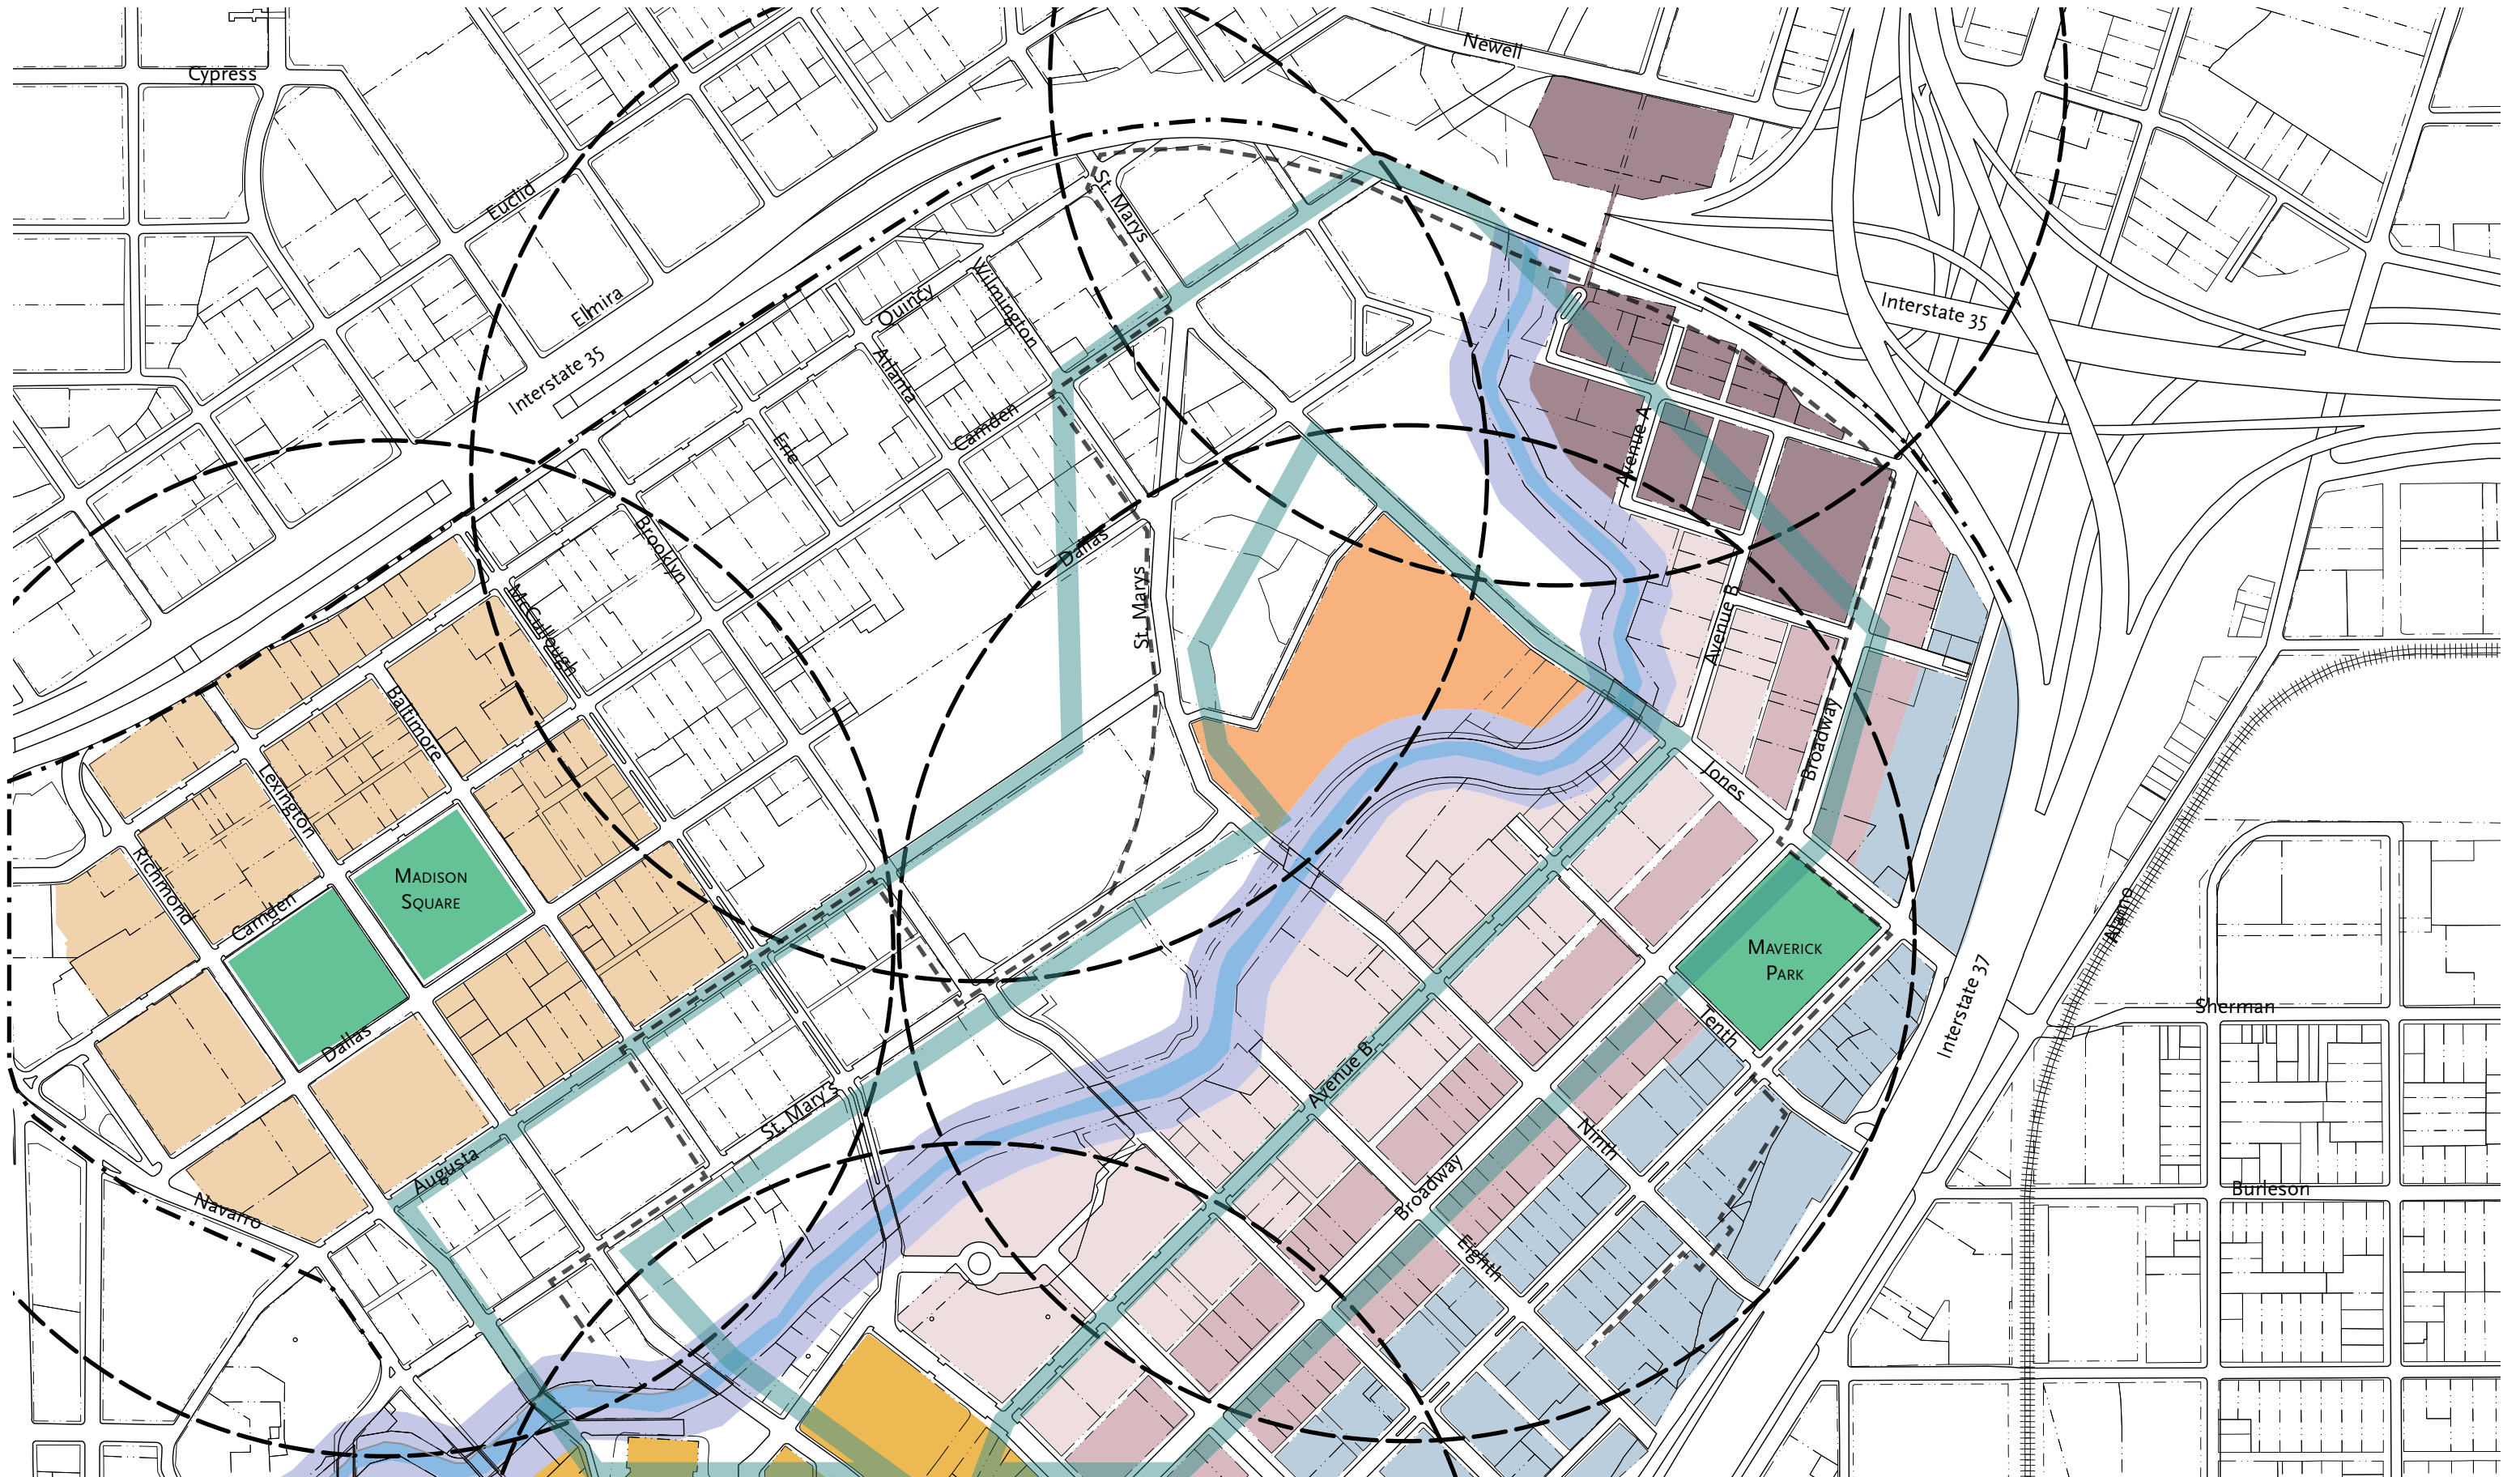 Newell
Cypress
St. Marys
Euclid
Wilmington
Quincy
Elmira
Interstate 35
Interstate 35
Atlanta
Camden
Avenue A
Erie
Brooklyn
Dallas
St. Marys
McCullough
Avenue B
Baltimore
Broadway
Jones
Lexington
Richmond
MADISON
SQUARE
Camden
MAVERICK
PARK
Alamo
Interstate 37
Sherman
Tenth
Dallas
Avenue B
St. Mary's
Ninth
Augusta
Broadway
Burleson
Navarro
Eighth